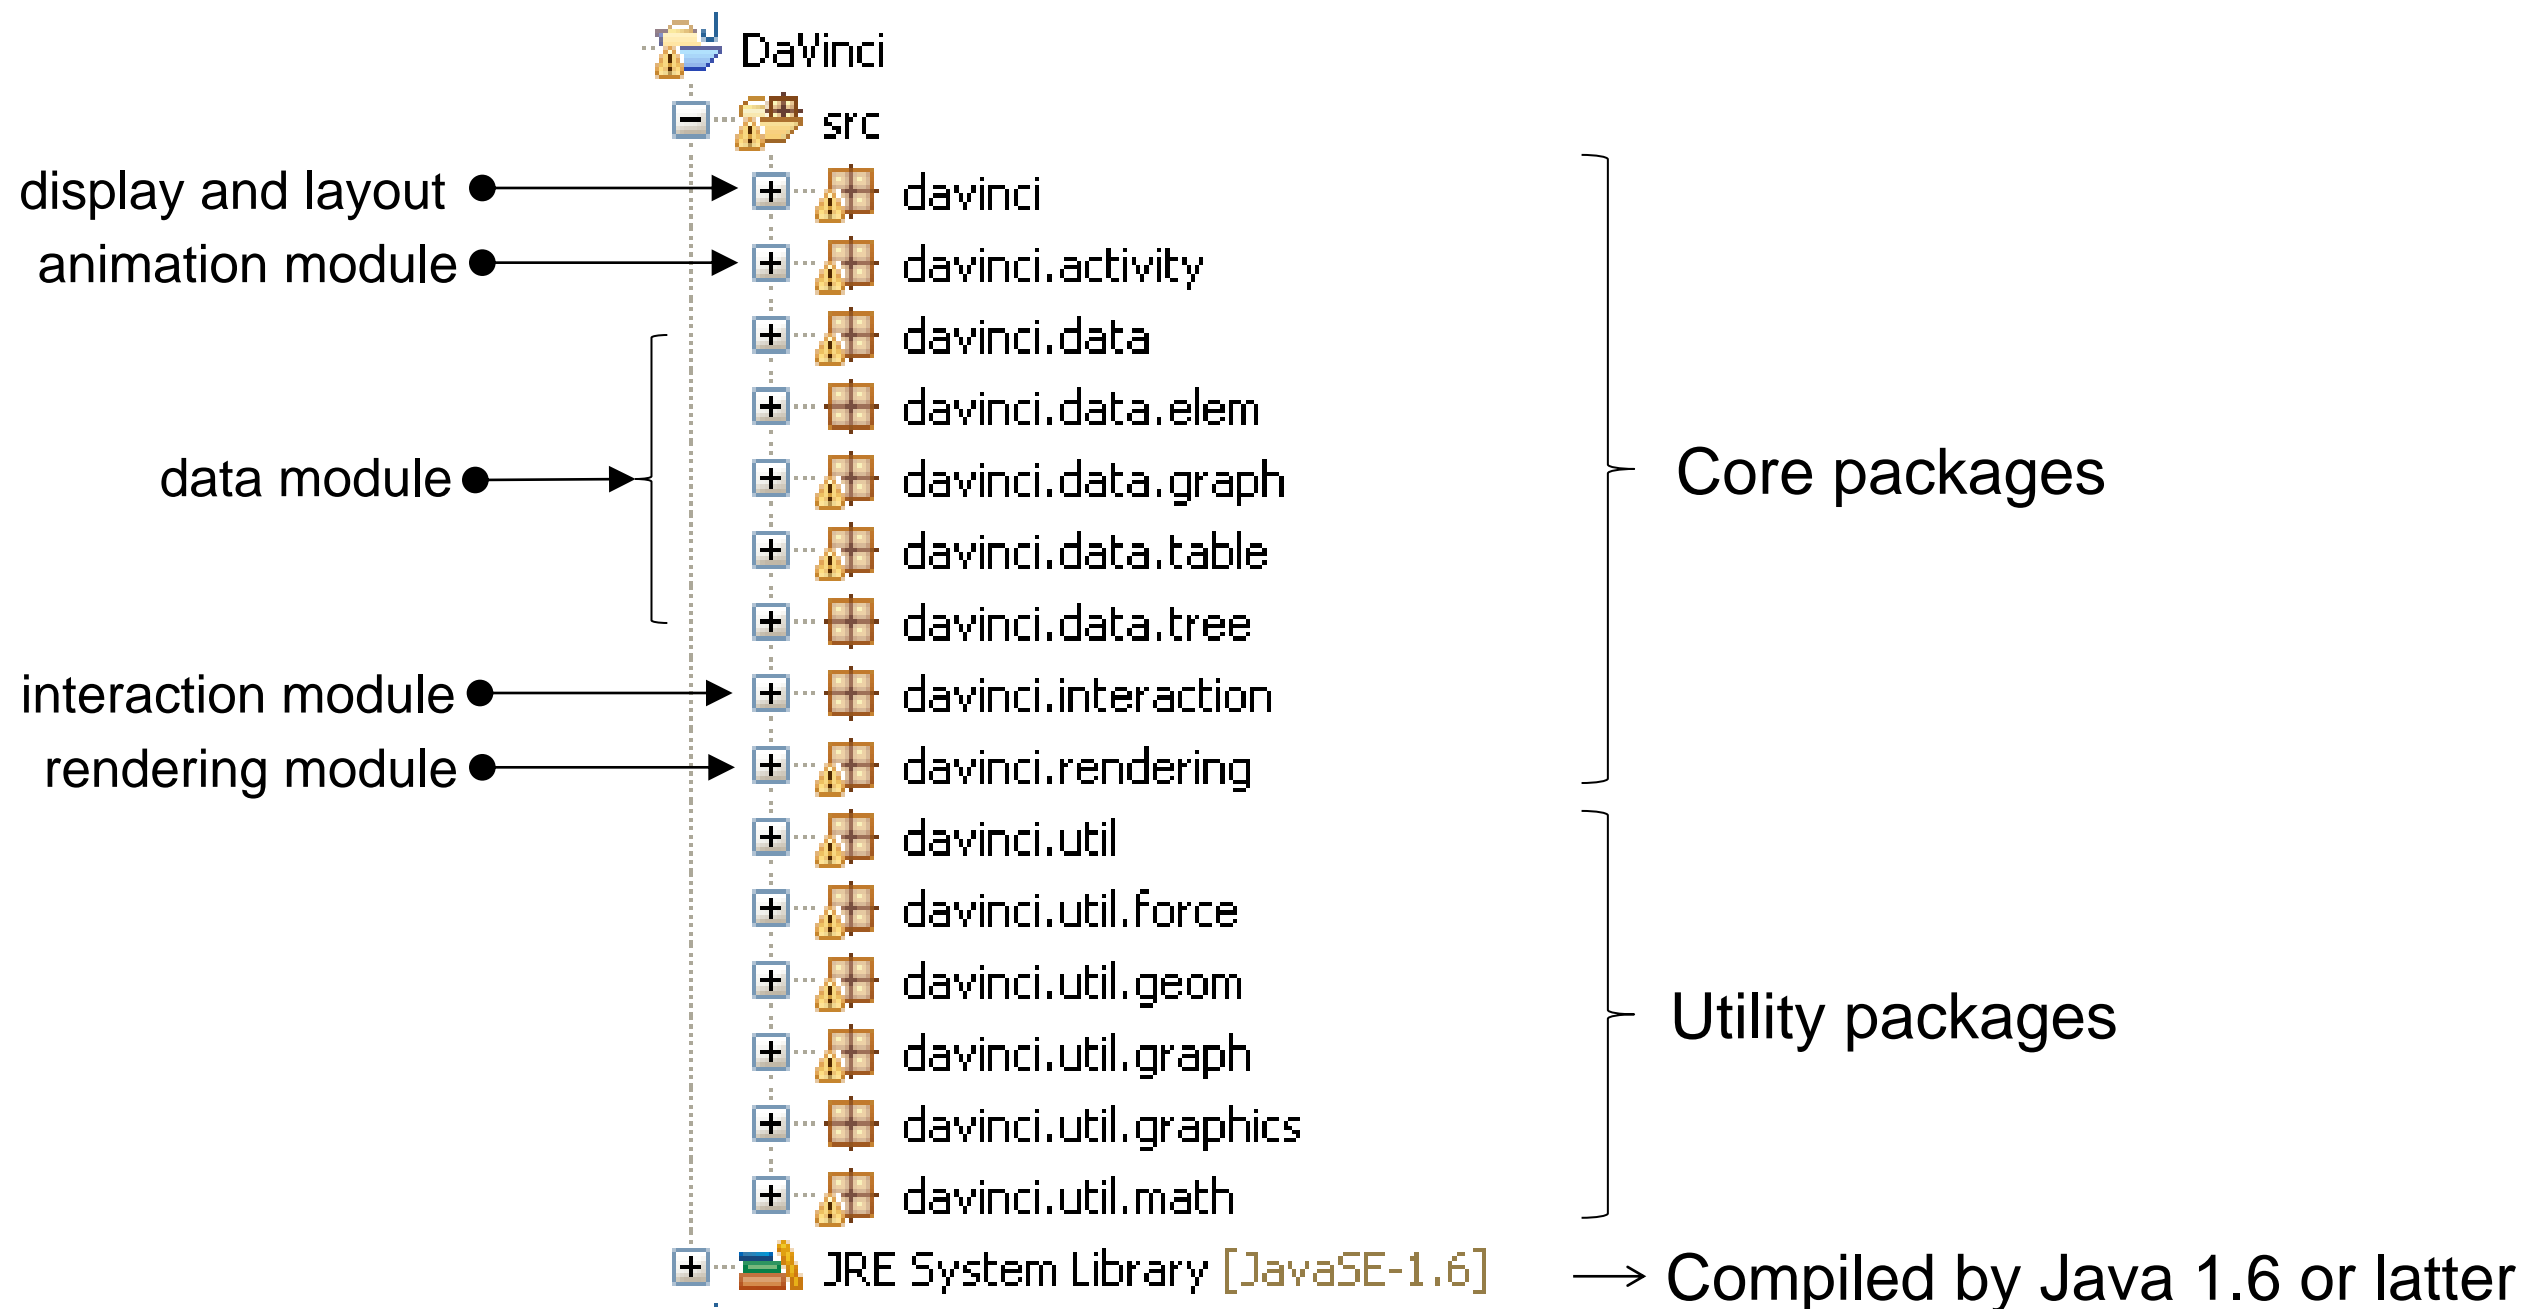 DaVinci
src
display and layout
davinci
animation module
davinci.activity
davinci.data
davinci.data.elem
data module
davinci.data.graph
Core packages
davinci.data.table
davinci.data.tree
interaction module
davinci.interaction
rendering module
davinci.rendering
davinci.util
davinci.util.force
davinci.util.geom
Utility packages
davinci.util.graph
davinci.util.graphics
davinci.util.math
JRE System Library [JavaSE-1.6]
Compiled by Java 1.6 or latter